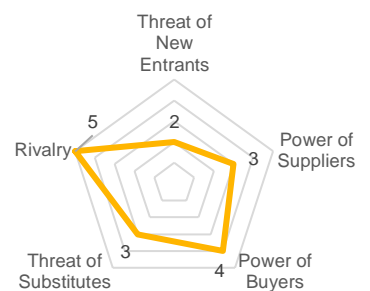 Threat of
New
Entrants
5
2
Rivalry
3
Power of
Suppliers
3
4
Threat of
Substitutes
Power of
Buyers